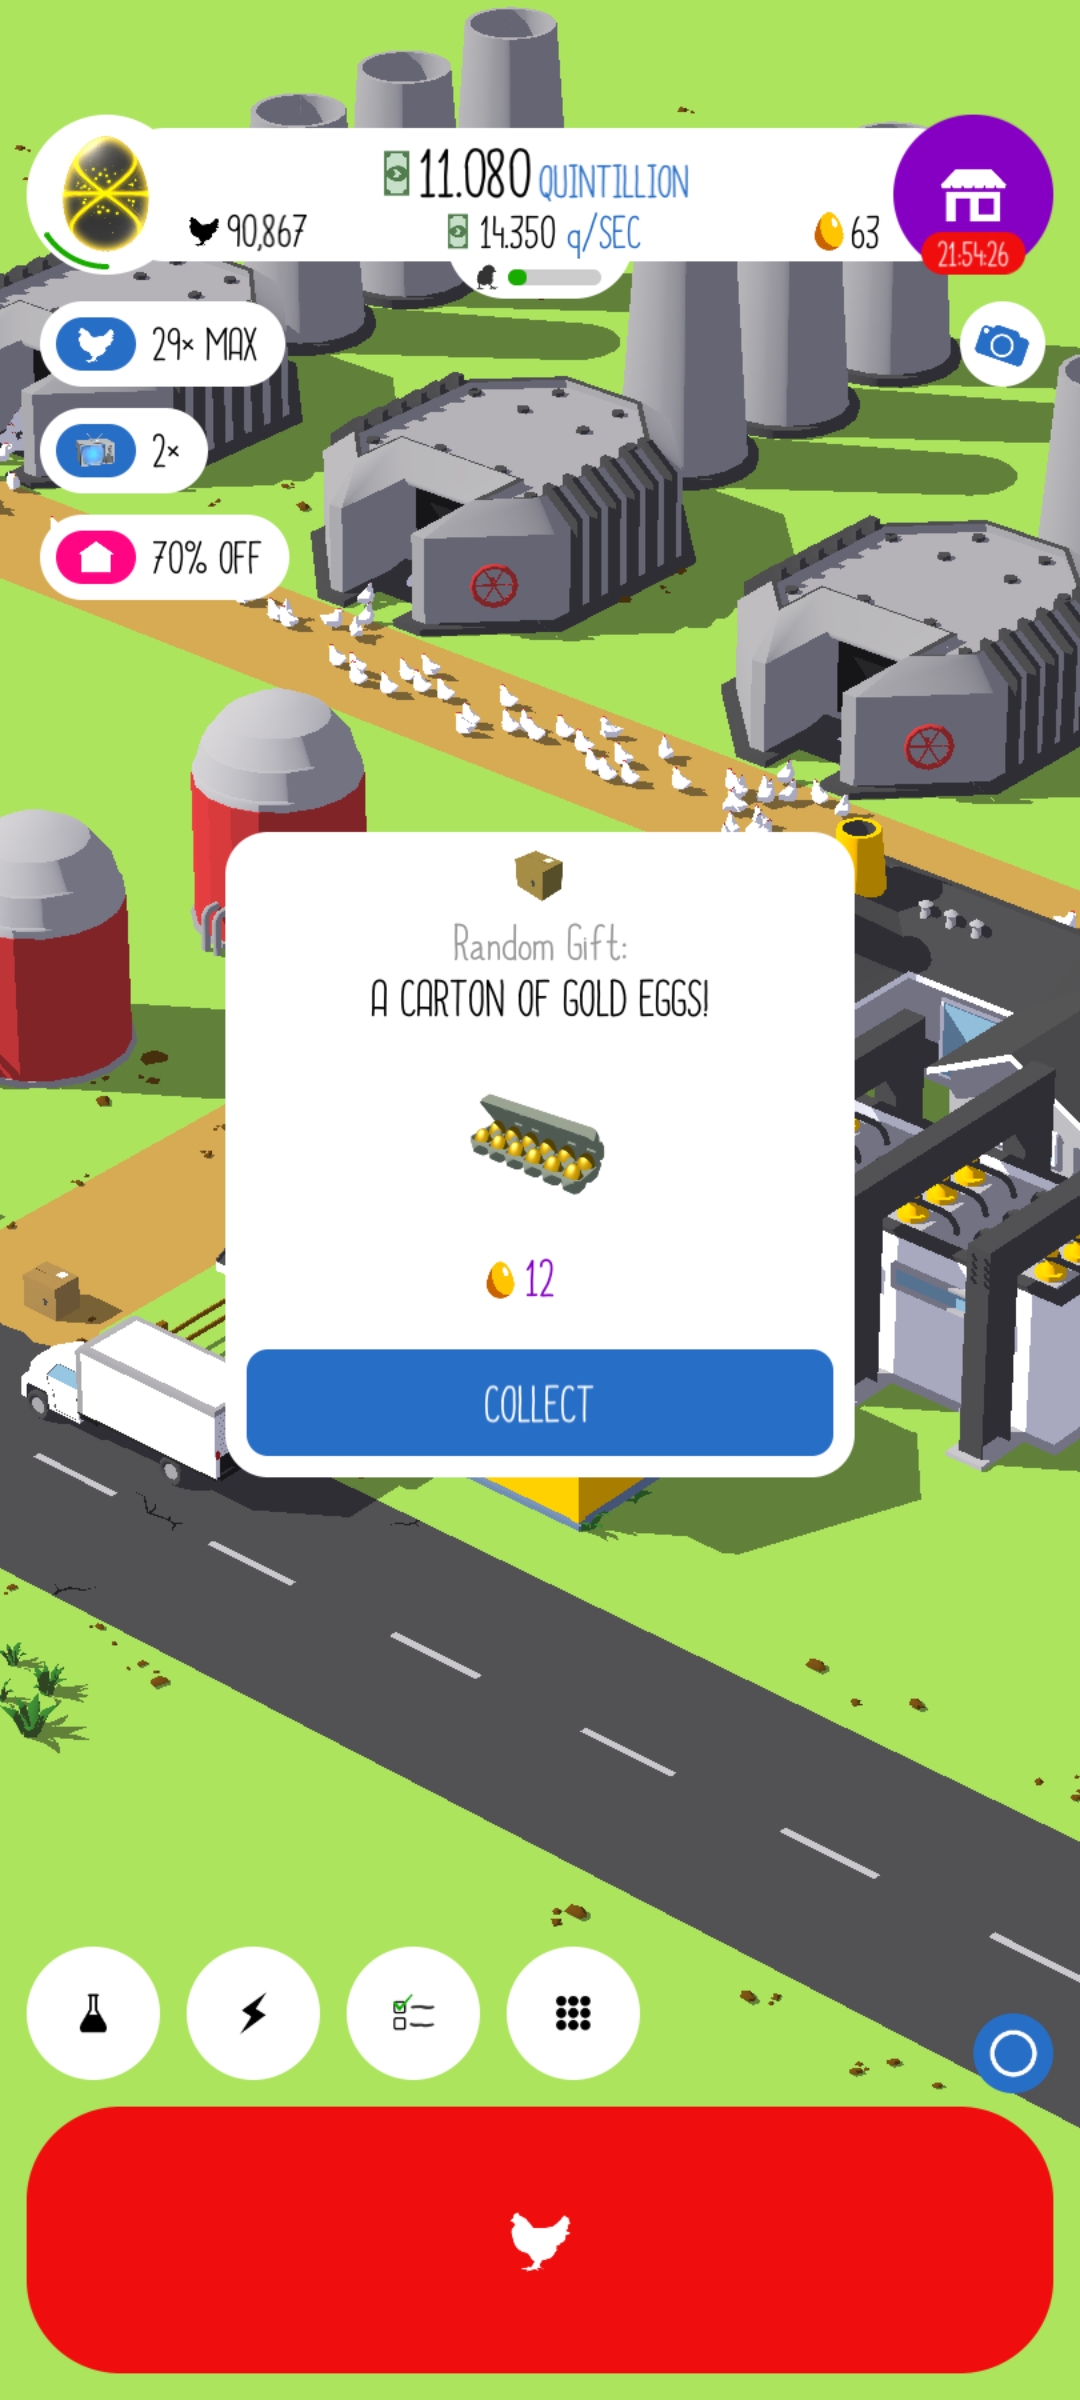 11.080 QUINTILLION
90,867
14.350 q/SEC
63
21:54:26
29× MAX
2×
70% OFF
Random Gift:
A CARTON OF GOLD EGGS!
12
COLLECT